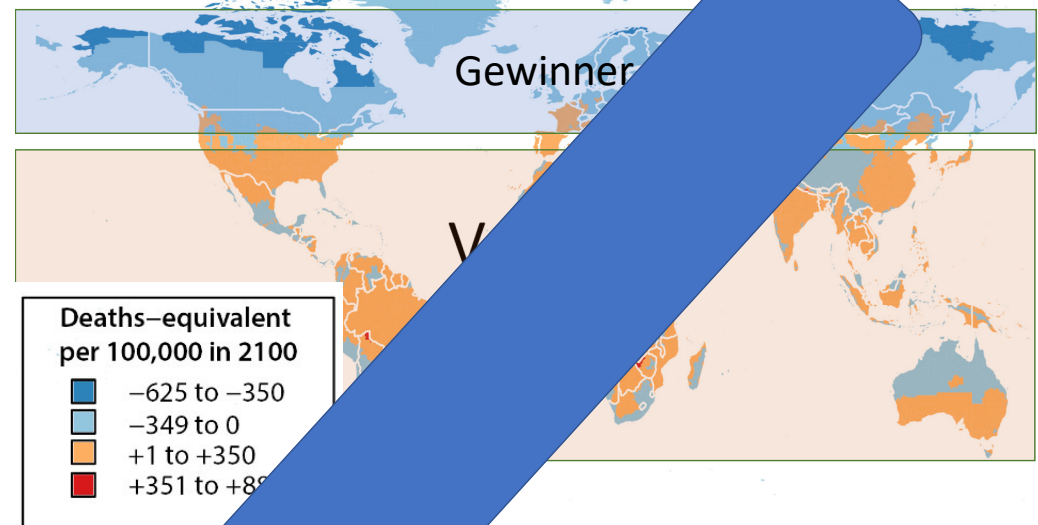 Gewinner
Deaths–equivalent
per 100,000 in 2100
−625 to −350
−349 to 0
+1 to +350
+351 to